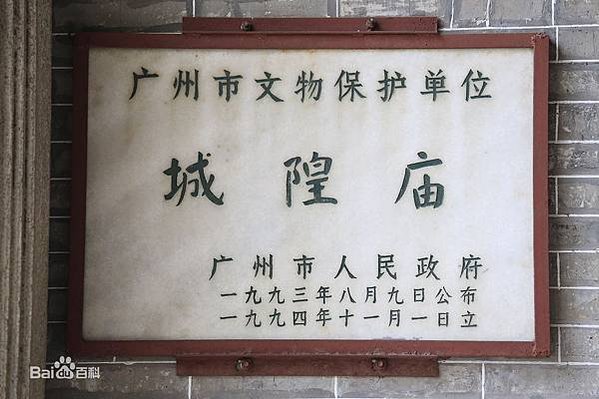 广州市文物保护单位
城隍庙
广州市人民政府
一九九三年八月九日公布
一九九四年十一月一日立
Baidu百科